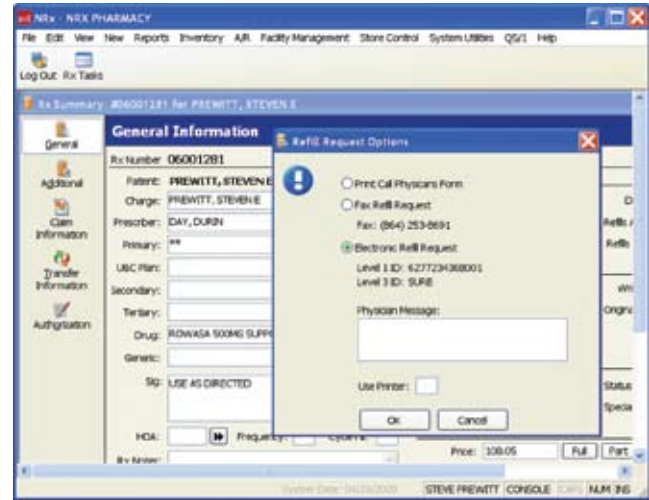 NRx - NRX PHARMACY
File Edit View New Reports Inventory A/R Facility Management Store Control System Utilities QS/1 Help
Log Out Rx Tasks
Rx Summary #06001281 for PREWITT, STEVEN E
General
Additional
Claim Information
Transfer Information
Authorization
General Information
Rx Number 06001281
Patient: PREWITT, STEVEN E
Charge: PREWITT, STEVEN E
Prescriber: DAY, DURIN
Primary: **
U&C Plan:
Secondary:
Tertiary:
Drug: ROWASA 500MG SUPP
Generic:
Sig: USE AS DIRECTED
HOA: Frequency:
Rx Notes:
Refill Request Options
Print Call Physicians Form
Fax Refill Request
Fax: (864) 253-8691
Electronic Refill Request
Level 1 ID: 6277234368001
Level 3 ID: SURE
Physician Message:
Use Printer:
OK Cancel
Refills
Status
Price: 108.05 Full Part
STEVE PREWITT CONSOLE CAPS NUM INS